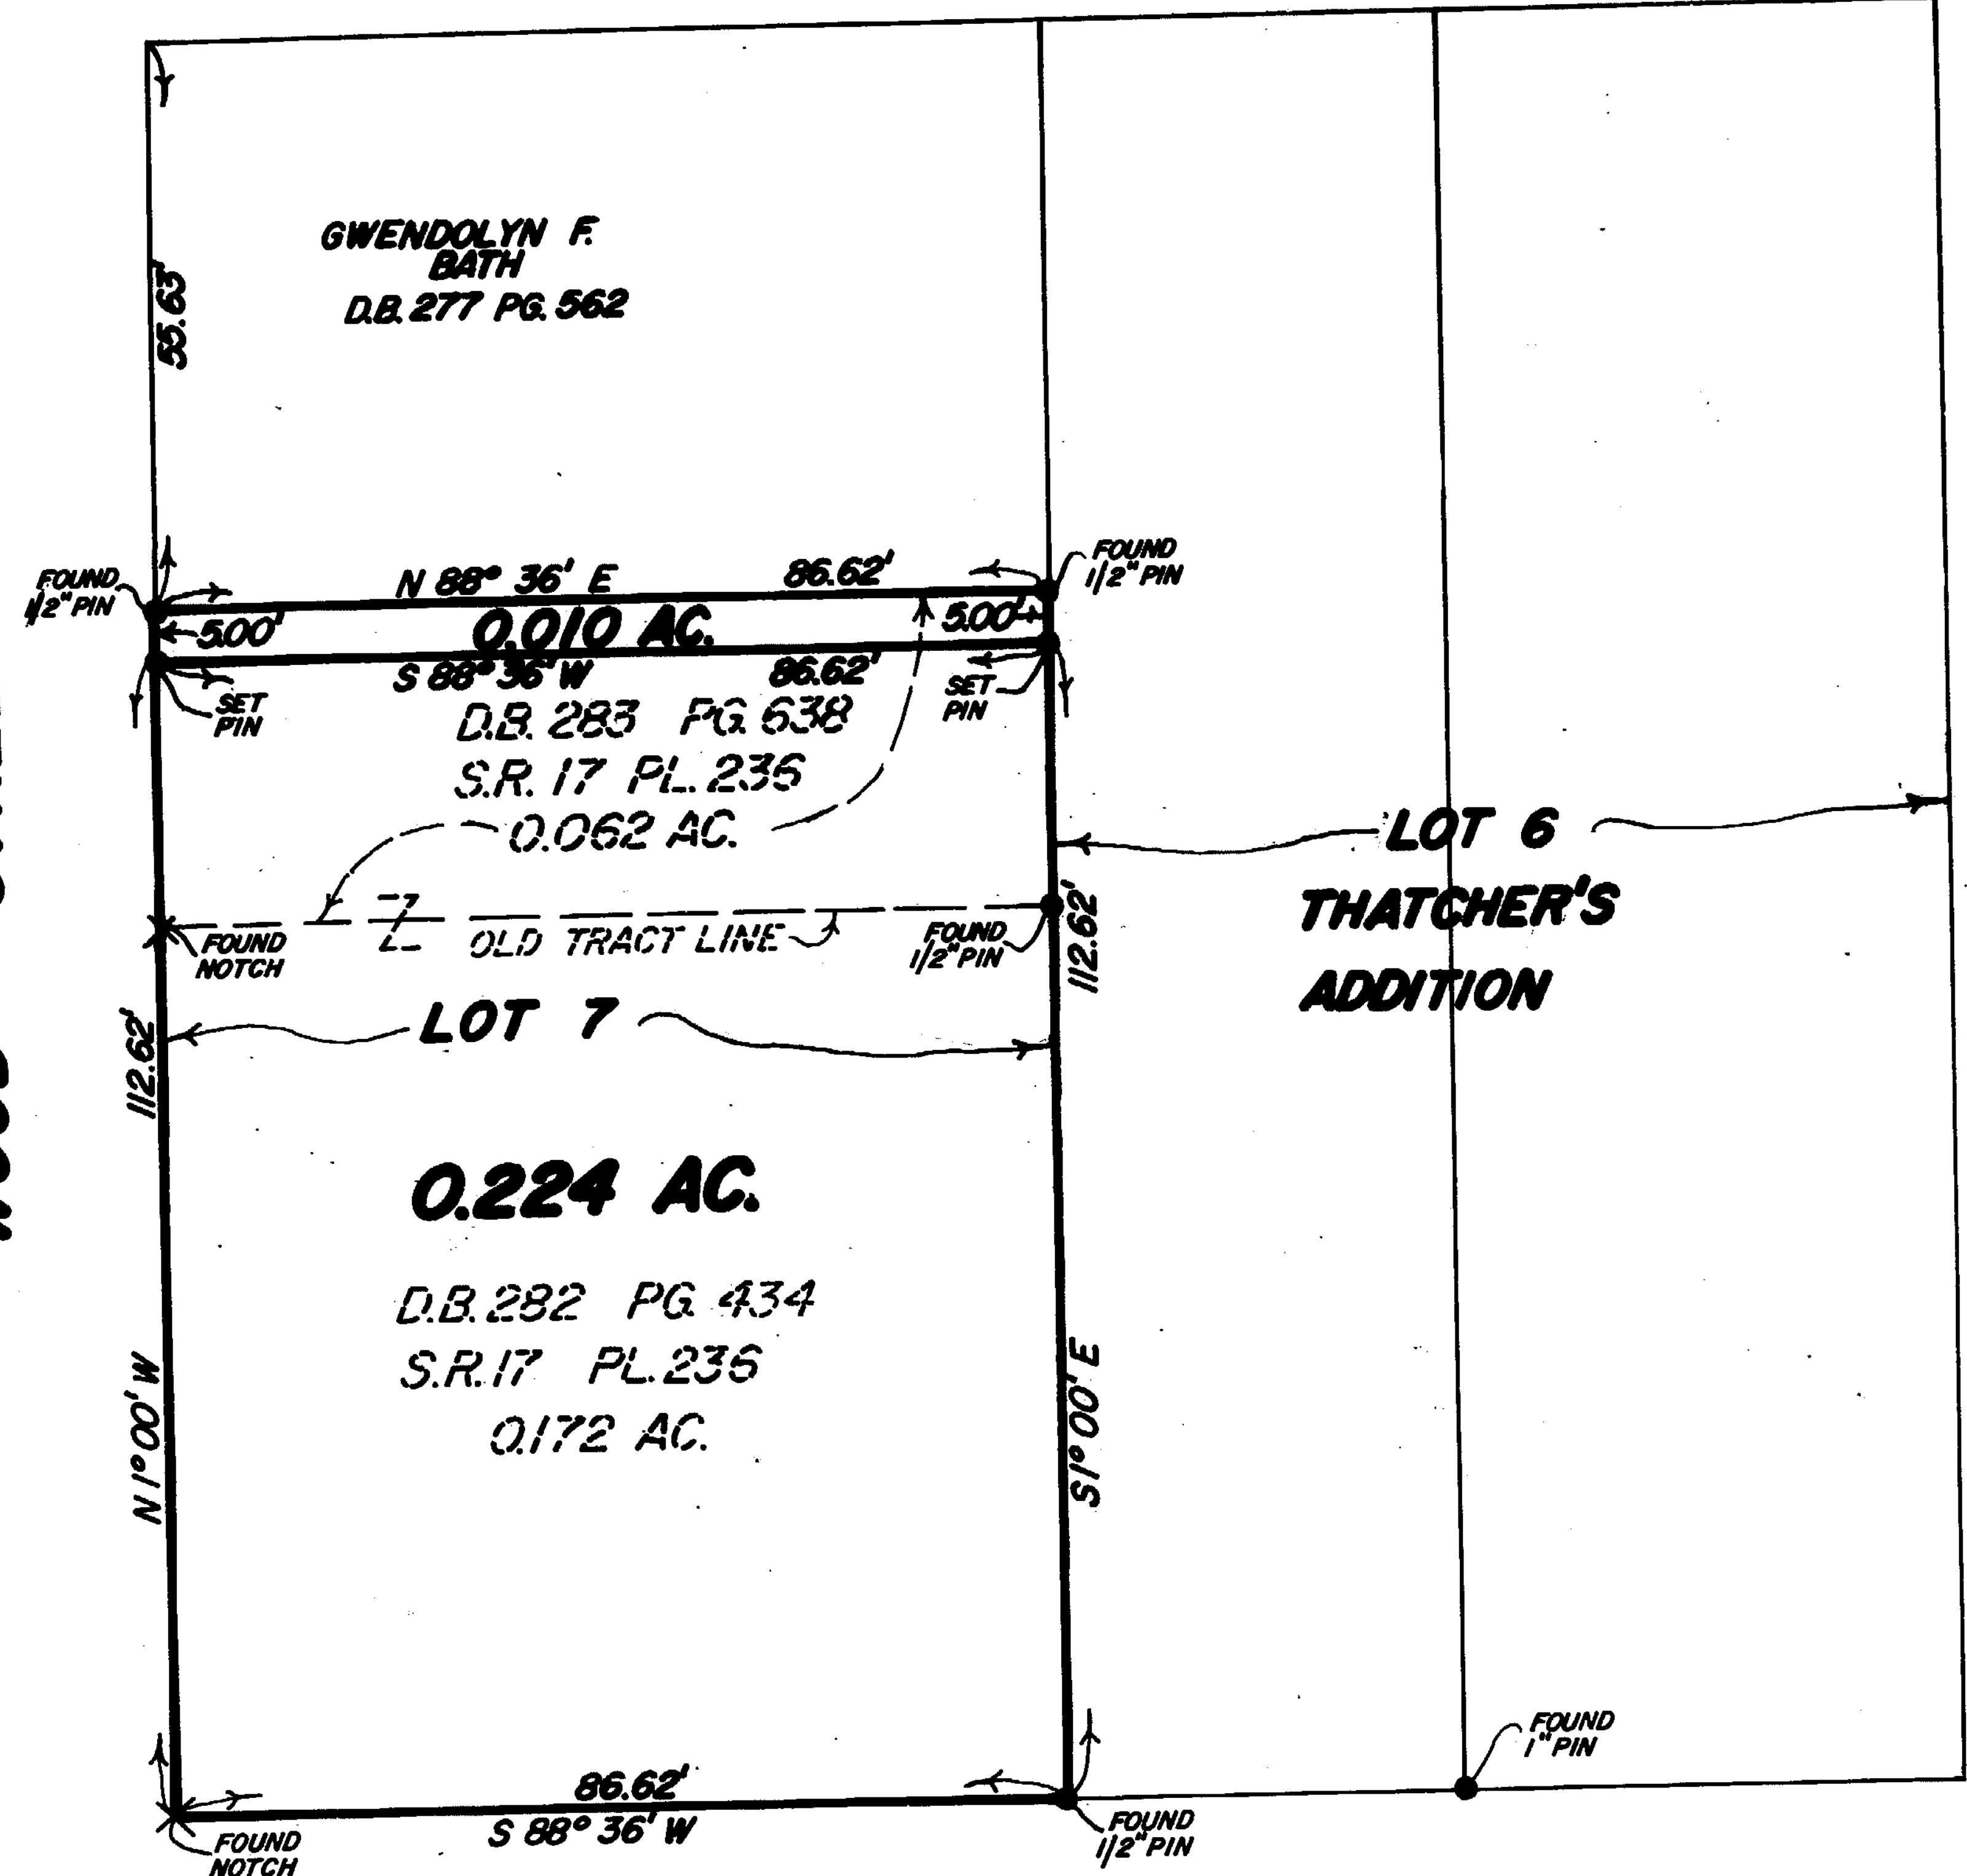 GWENDOLYN F.
BATH
D.B. 277 PG. 562
55.63'
FOUND
1/2" PIN
N 88° 36' E 86.62'
FOUND
1/2" PIN
5.00'
0.010 AC.
5.00'
S 88° 36' W 86.62'
SET
PIN
SET
PIN
D.B. 283 PG. 638
S.R. 17 PL. 236
0.062 AC.
LOT 6
THATCHER'S
ADDITION
FOUND
NOTCH
OLD TRACT LINE
FOUND
1/2" PIN
112.62'
112.62'
LOT 7
0.224 AC.
D.B. 282 PG. 434
S.R. 17 PL. 236
0.172 AC.
N 1° 00' W
S 1° 00' E
FOUND
1" PIN
86.62'
S 88° 36' W
FOUND
NOTCH
FOUND
1/2" PIN